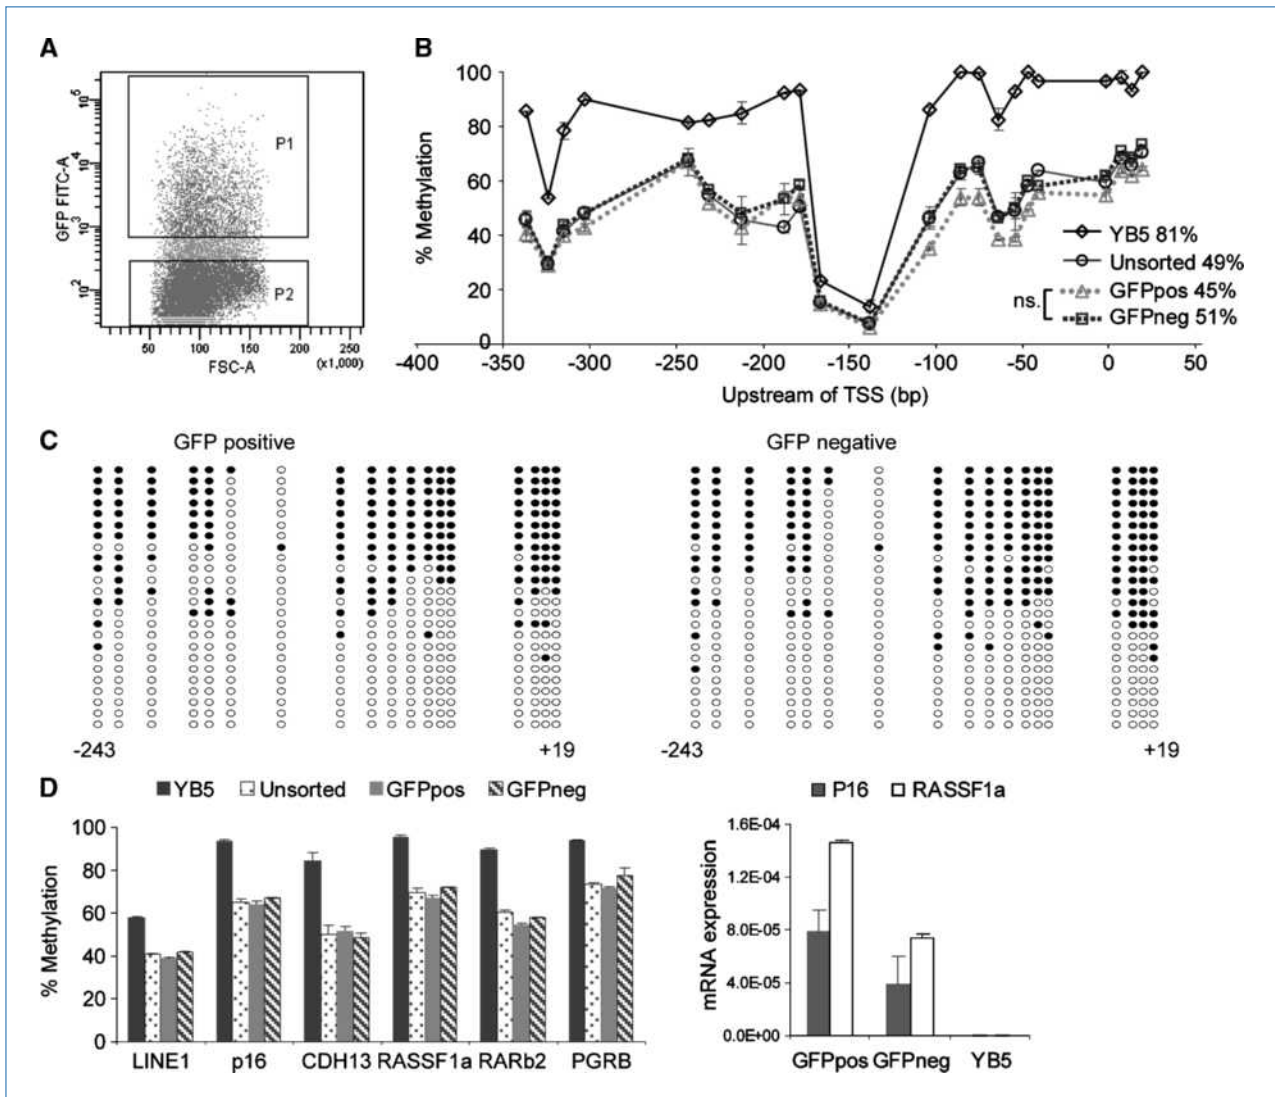 A
GFP FITC-A
10^5
10^4
10^3
10^2
P1
P2
50 100 150 200 250
FSC-A (x1,000)
B
% Methylation
100
80
60
40
20
0
-400 -350 -300 -250 -200 -150 -100 -50 0 50
Upstream of TSS (bp)
YB5 81%
Unsorted 49%
ns.
GFPpos 45%
GFPneg 51%
C
GFP positive
GFP negative
-243 +19
-243 +19
D
YB5 Unsorted GFPpos GFPneg
% Methylation
100
80
60
40
20
0
LINE1 p16 CDH13 RASSF1a RARb2 PGRB
P16 RASSF1a
mRNA expression
1.6E-04
1.2E-04
8.0E-05
4.0E-05
0.0E+00
GFPpos GFPneg YB5